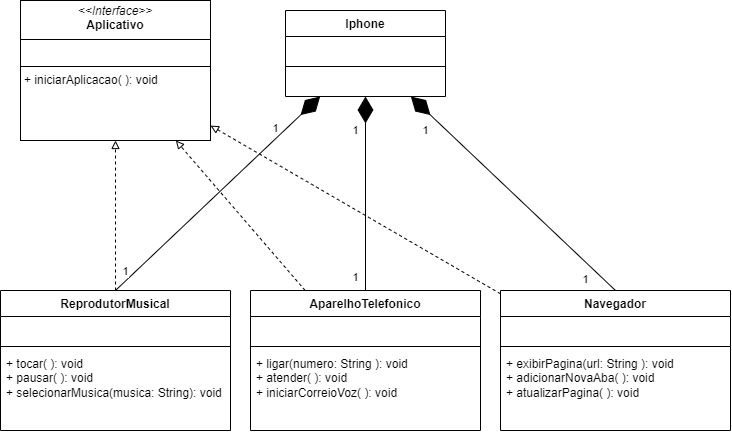 <<Interface>>
Aplicativo
+ iniciarAplicacao( ): void
Iphone
1
1
1
1
1
1
ReprodutorMusical
+ tocar( ): void
+ pausar( ): void
+ selecionarMusica(musica: String): void
AparelhoTelefonico
+ ligar(numero: String ): void
+ atender( ): void
+ iniciarCorreioVoz( ): void
Navegador
+ exibirPagina(url: String ): void
+ adicionarNovaAba( ): void
+ atualizarPagina( ): void